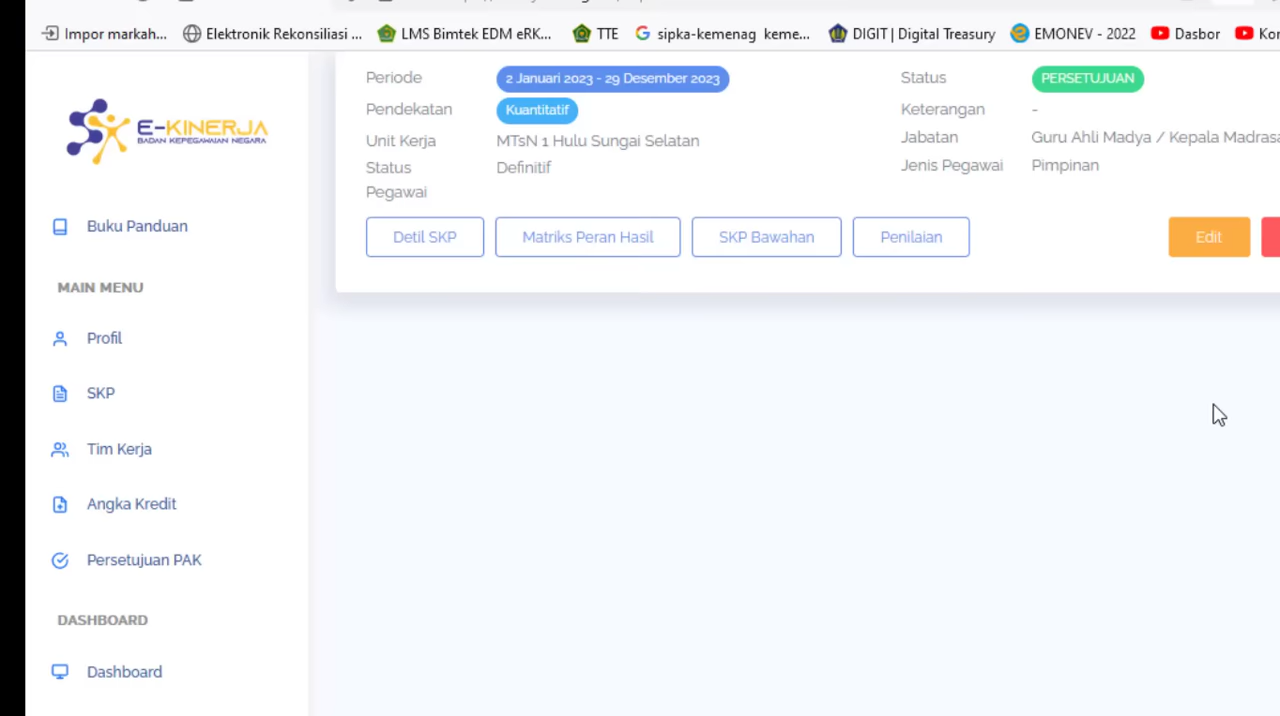 Impor markah... Elektronik Rekonsiliasi ... LMS Bimtek EDM eRK... TTE sipka-kemenag keme... DIGIT | Digital Treasury EMONEV - 2022 Dasbor Kor
E-KINERJA
BADAN KEPEGAWAIAN NEGARA
Buku Panduan
MAIN MENU
Profil
SKP
Tim Kerja
Angka Kredit
Persetujuan PAK
DASHBOARD
Dashboard
Periode 2 Januari 2023 - 29 Desember 2023
Pendekatan Kuantitatif
Unit Kerja MTsN 1 Hulu Sungai Selatan
Status Definitif
Pegawai
Status PERSETUJUAN
Keterangan -
Jabatan Guru Ahli Madya / Kepala Madrasa
Jenis Pegawai Pimpinan
Detil SKP Matriks Peran Hasil SKP Bawahan Penilaian Edit